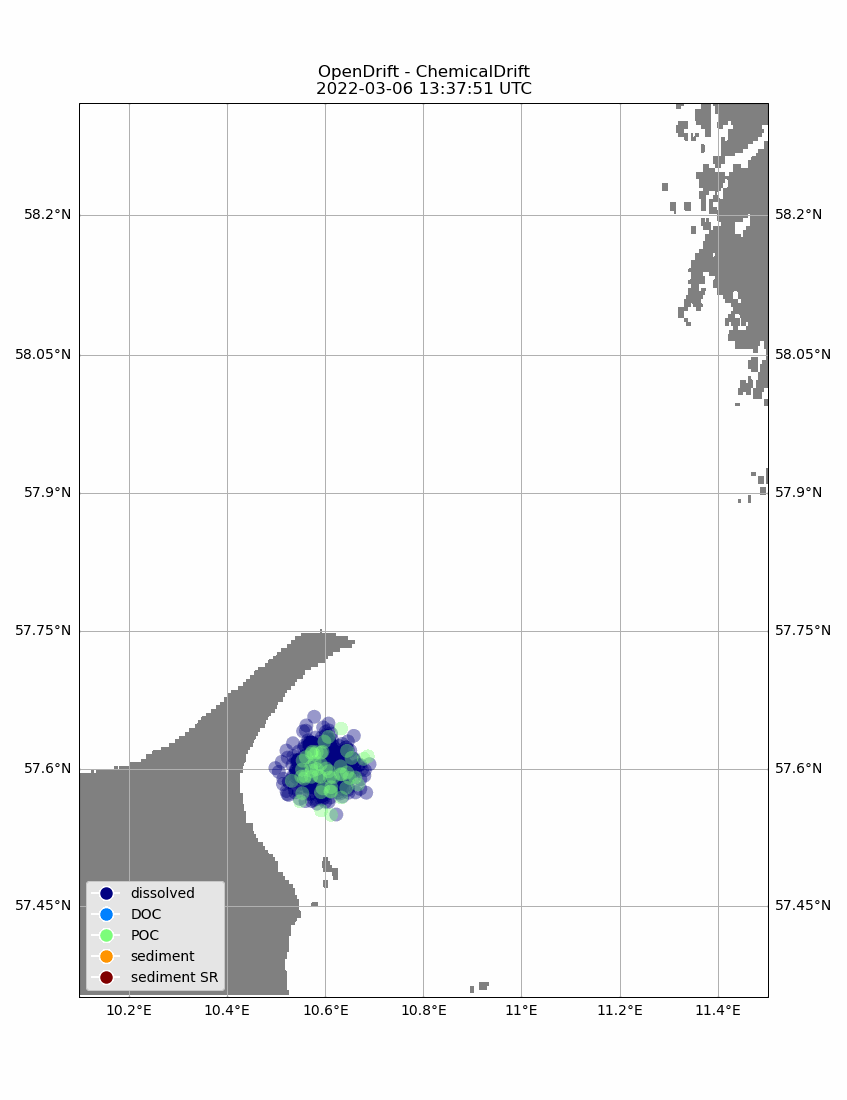 OpenDrift - ChemicalDrift
2022-03-06 13:37:51 UTC
58.2°N
58.2°N
58.05°N
58.05°N
57.9°N
57.9°N
57.75°N
57.75°N
57.6°N
57.6°N
57.45°N
57.45°N
dissolved
DOC
POC
sediment
sediment SR
10.2°E
10.4°E
10.6°E
10.8°E
11°E
11.2°E
11.4°E